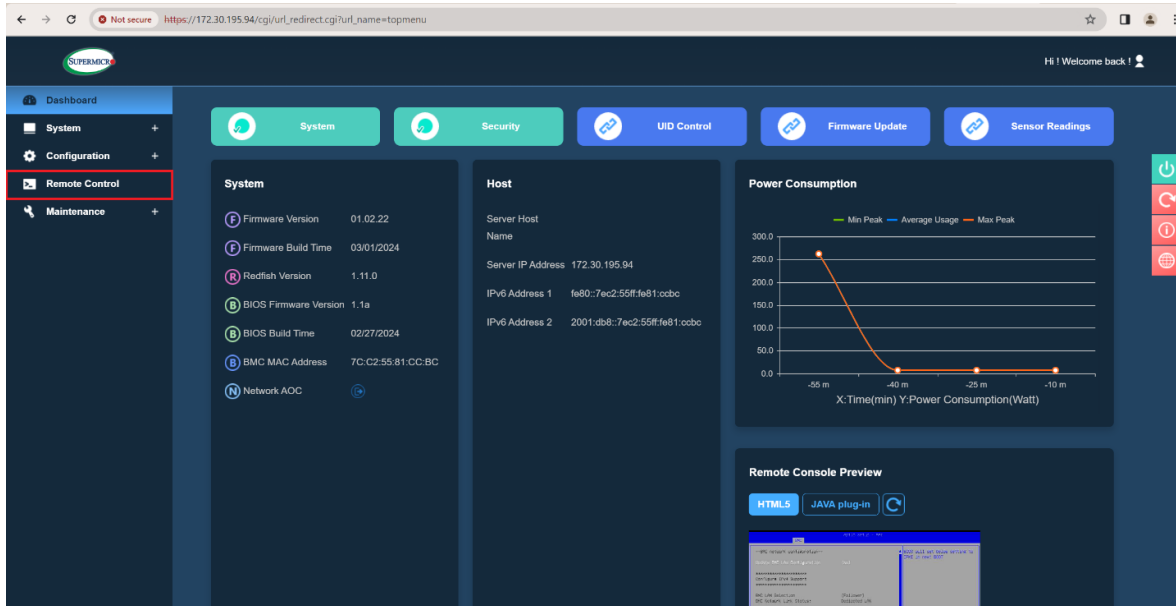 Not secure
https://172.30.195.94/cgi/url_redirect.cgi?url_name=topmenu
SUPERMICR
Hi ! Welcome back !
Dashboard
System +
Configuration +
Remote Control
Maintenance +
System
Security
UID Control
Firmware Update
Sensor Readings
System
F Firmware Version 01.02.22
F Firmware Build Time 03/01/2024
R Redfish Version 1.11.0
B BIOS Firmware Version 1.1a
B BIOS Build Time 02/27/2024
B BMC MAC Address 7C:C2:55:81:CC:BC
N Network AOC
Host
Server Host
Name
Server IP Address 172.30.195.94
IPv6 Address 1 fe80::7ec2:55ff:fe81:ccbc
IPv6 Address 2 2001:db8::7ec2:55ff:fe81:ccbc
Power Consumption
Min Peak Average Usage Max Peak
300.0
250.0
200.0
150.0
100.0
50.0
0.0
-55 m -40 m -25 m -10 m
X:Time(min) Y:Power Consumption(Watt)
Remote Console Preview
HTML5
JAVA plug-in